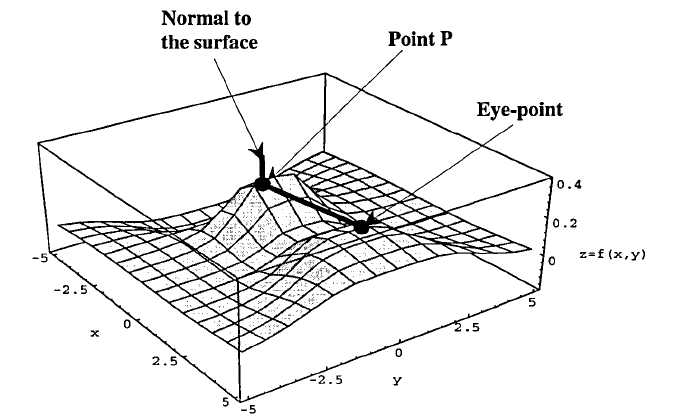 Normal to
the surface
Point P
Eye-point
0.4
0.2
0
z=f(x,y)
-5
-2.5
0
2.5
5
x
-5
-2.5
0
2.5
5
y